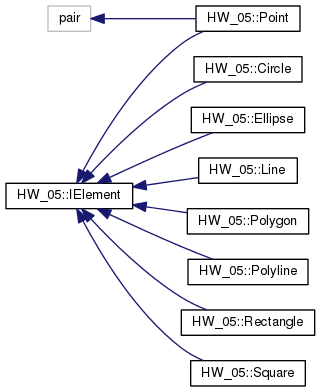 pair
HW_05::Point
HW_05::Circle
HW_05::Ellipse
HW_05::Line
HW_05::IElement
HW_05::Polygon
HW_05::Polyline
HW_05::Rectangle
HW_05::Square